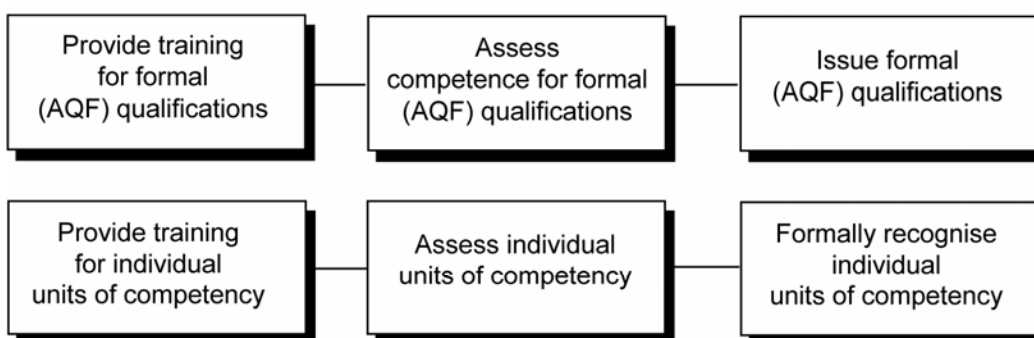 Provide training
for formal
(AQF) qualifications
Assess
competence for formal
(AQF) qualifications
Issue formal
(AQF) qualifications
Provide training
for individual
units of competency
Assess individual
units of competency
Formally recognise
individual
units of competency